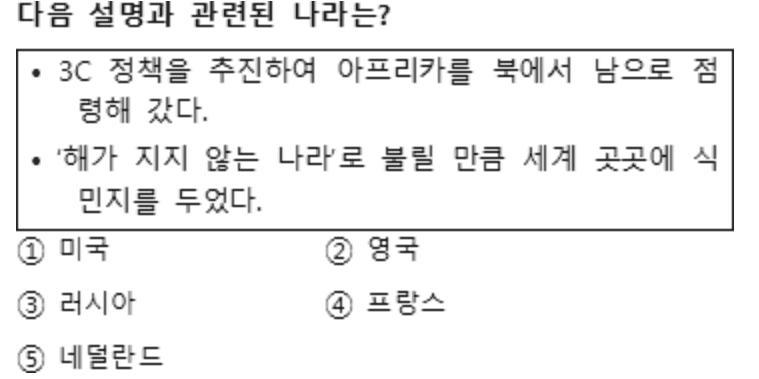 다음 설명과 관련된 나라는?
• 3C 정책을 추진하여 아프리카를 북에서 남으로 점
령해 갔다.
• '해가 지지 않는 나라'로 불릴 만큼 세계 곳곳에 식
민지를 두었다.
① 미국 ② 영국
③ 러시아 ④ 프랑스
⑤ 네덜란드